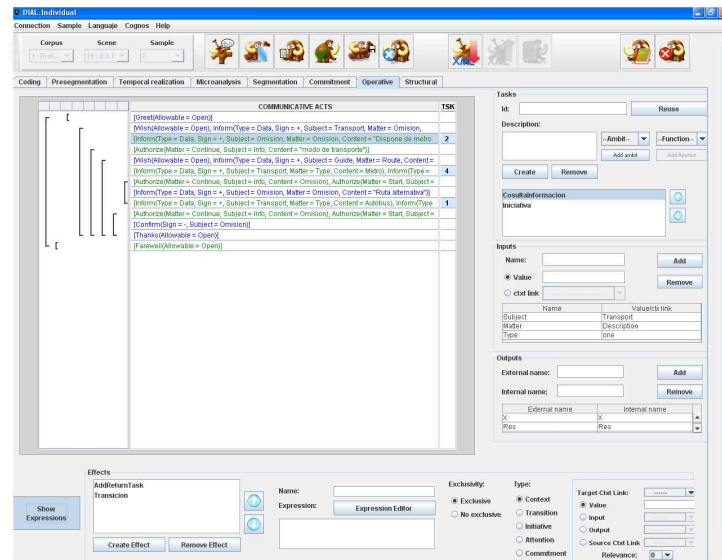 DIAL: Individual
Connection Sample Languaje Cognos Help
Corpus Scene Sample
2
XML
Coding Presegmentation Temporal realization Microanalysis Segmentation Commitment Operative Structural
COMMUNICATIVE ACTS TSK
[Greet(Allowable = Open)]
[Wish(Allowable = Open), Inform(Type = Data, Sign = +, Subject = Transport, Matter = Omision,
[Inform(Type = Data, Sign = +, Subject = Omision, Matter = Omision, Content = "Dispone de metro 2
[Authorize(Matter = Continue, Subject = Info, Content = "modo de transporte")]
[Wish(Allowable = Open), Inform(Type = Data, Sign = +, Subject = Guide, Matter = Route, Content =
[Inform(Type = Data, Sign = +, Subject = Transport, Matter = Type, Content = Metro), Inform(Type = 4
[Authorize(Matter = Continue, Subject = Info, Content = Omision), Authorize(Matter = Start, Subject =
[Inform(Type = Data, Sign = +, Subject = Omision, Matter = Omision, Content = "Ruta alternativa")]
[Inform(Type = Data, Sign = +, Subject = Transport, Matter = Type, Content = Autobus), Inform(Type 1
[Authorize(Matter = Continue, Subject = Info, Content = Omision), Authorize(Matter = Start, Subject =
[Confirm(Sign = -, Subject = Omision)]
[Thanks(Allowable = Open)]
[Farewell(Allowable = Open)]
Tasks
Id: Reuse
Description:
--Ambit-- --Function--
Add ambit Add function
Create Remove
CosultaInformacion
Iniciativa
Inputs
Name: Add
Value
Remove
ctxt link
Name Value/ctx link
Subject Transport
Matter Description
Type one
Outputs
External name: Add
Internal name: Remove
External name Internal name
X X
Res Res
Show Expressions
Effects
AddReturnTask
Transicion
Create Effect Remove Effect
Name:
Expression: Expression Editor
Exclusivity:
Exclusive
No exclusive
Type:
Context
Transition
Initiative
Attention
Commitment
Target Ctxt Link: ------
Value
Input
Output
Source Ctxt Link
Relevance: 0